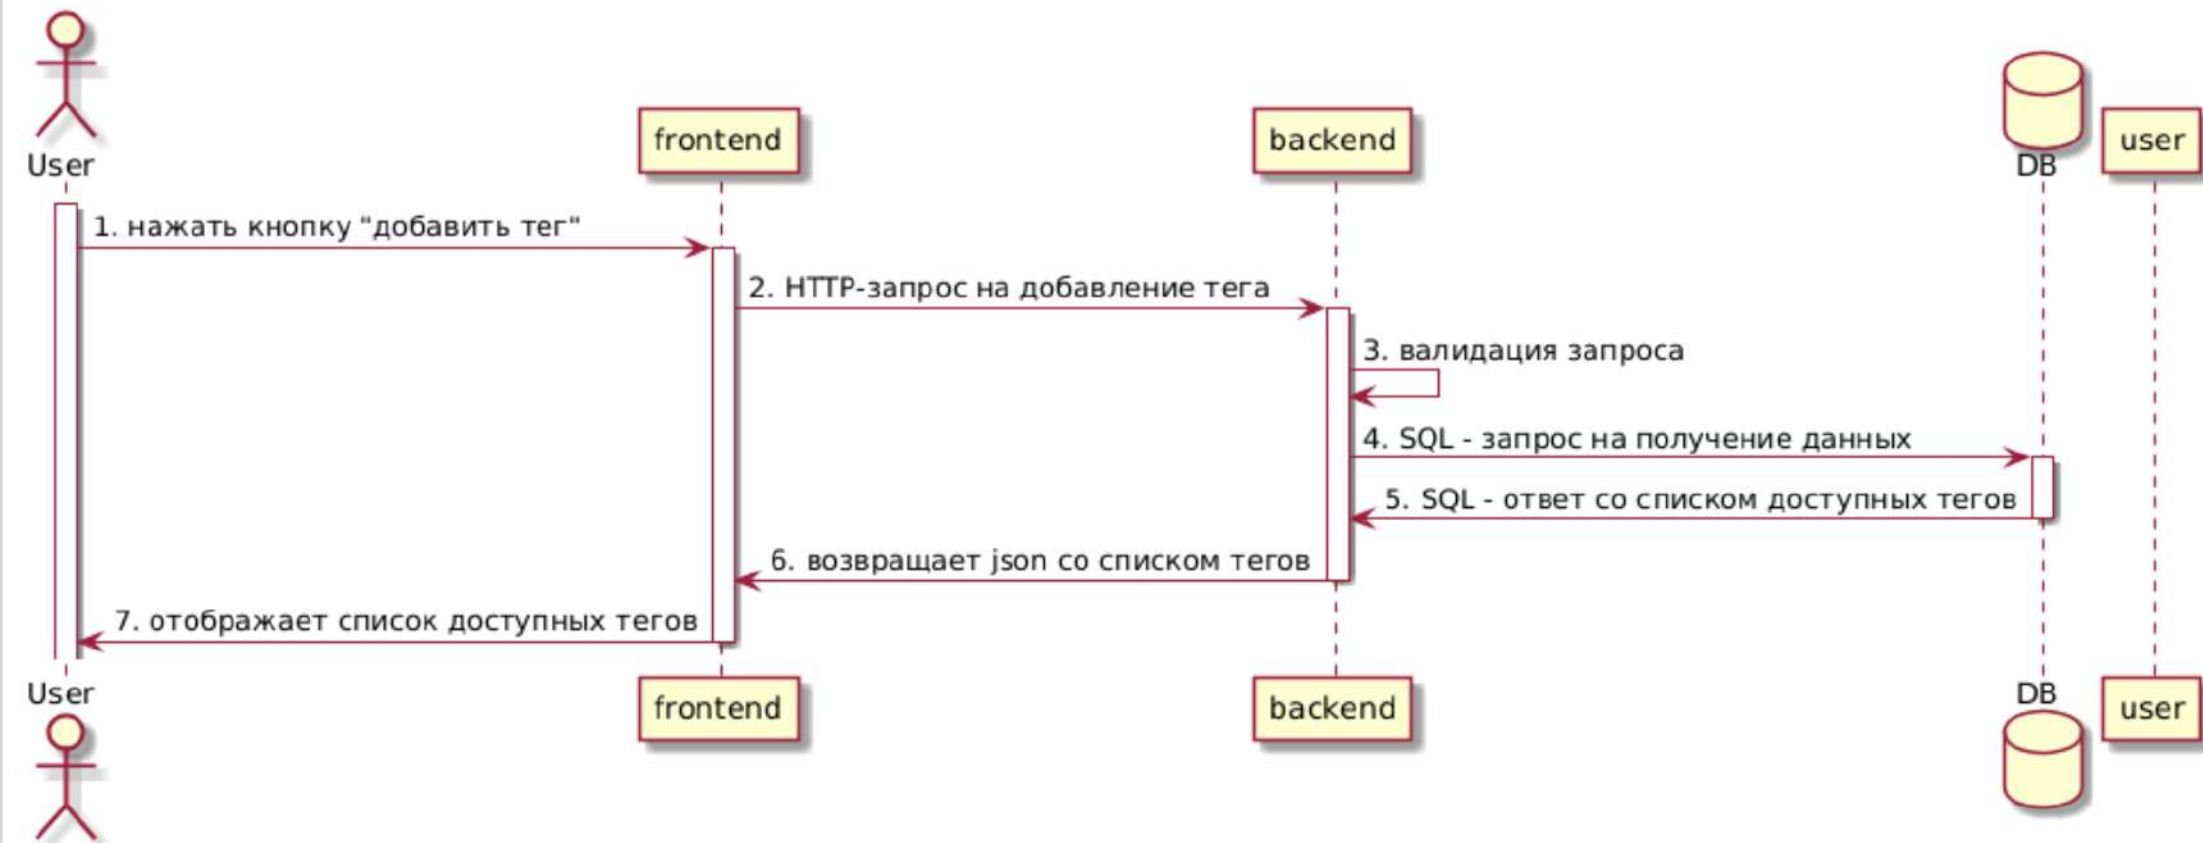 User
frontend
backend
DB
user
1. нажать кнопку "добавить тег"
2. HTTP-запрос на добавление тега
3. валидация запроса
4. SQL - запрос на получение данных
5. SQL - ответ со списком доступных тегов
6. возвращает json со списком тегов
7. отображает список доступных тегов
User
frontend
backend
DB
user